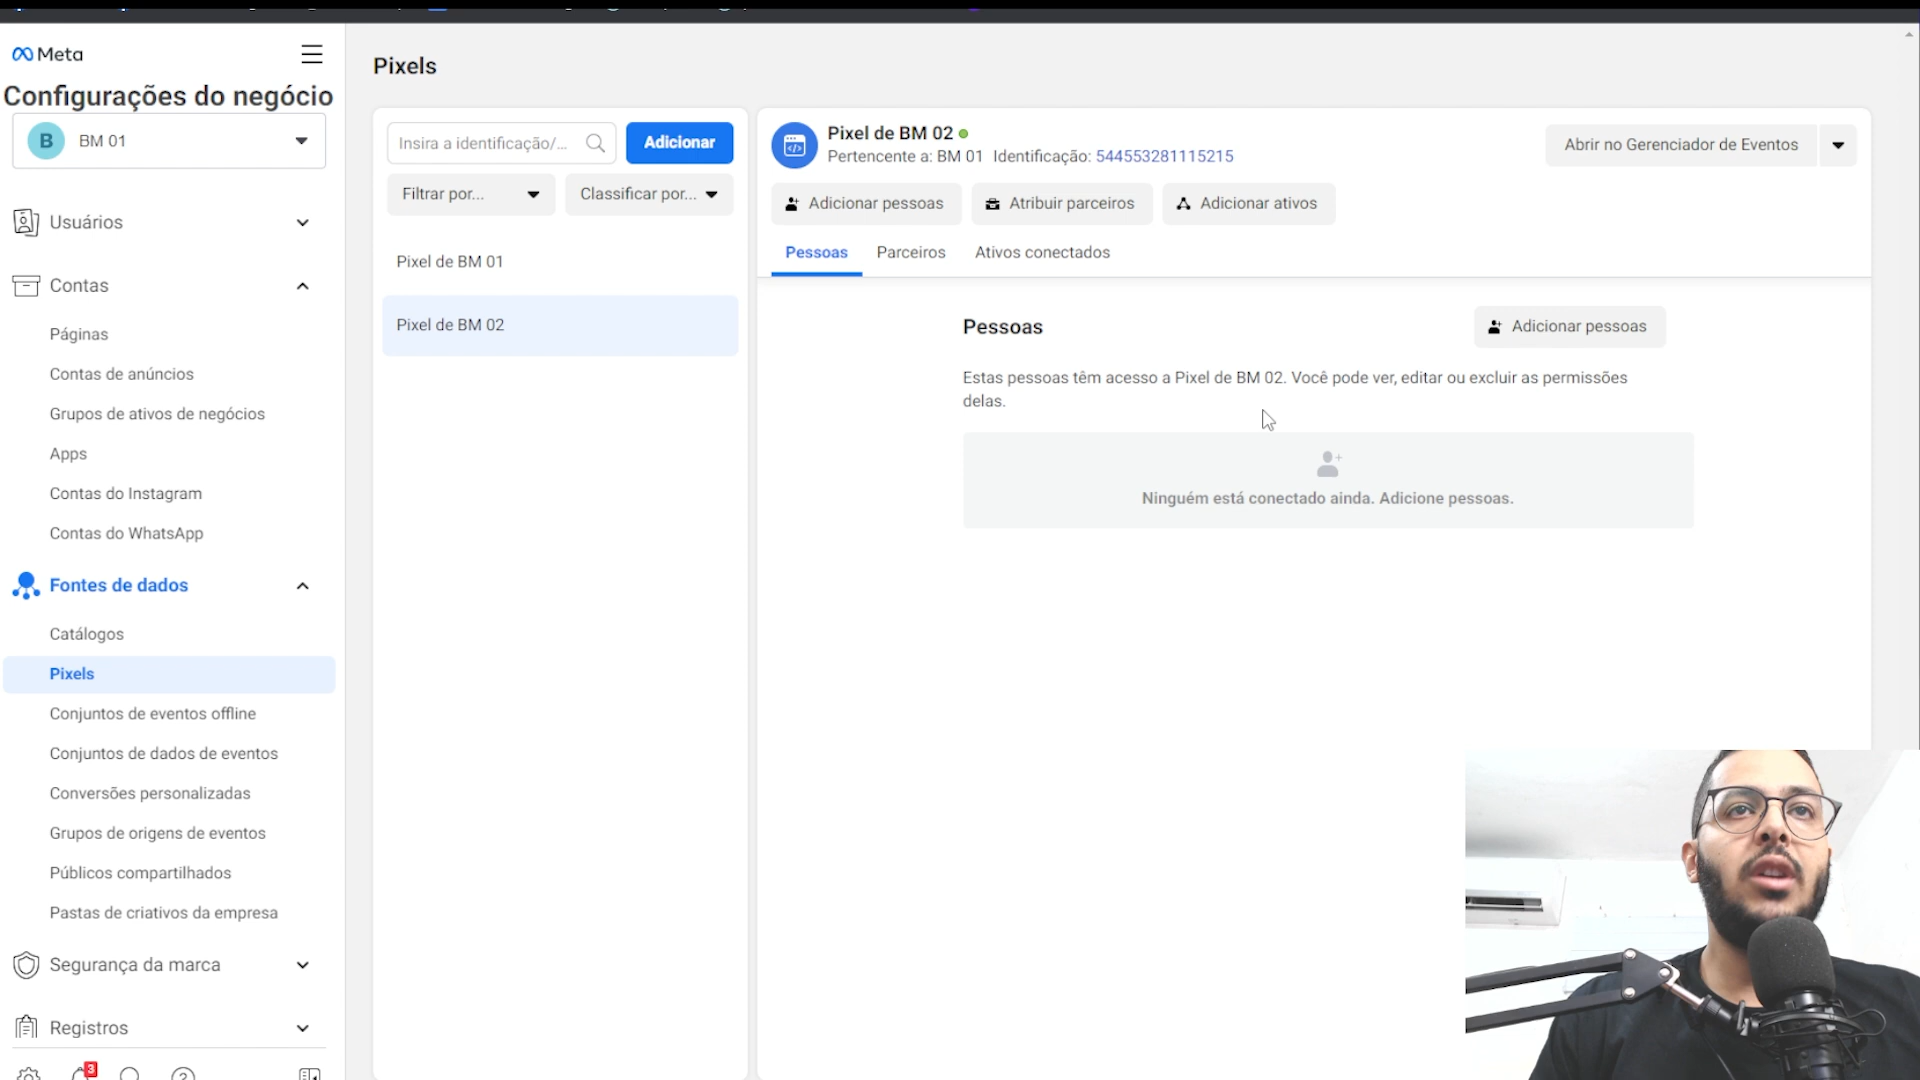 Meta
Configurações do negócio
B BM 01
Usuários
Contas
Páginas
Contas de anúncios
Grupos de ativos de negócios
Apps
Contas do Instagram
Contas do WhatsApp
Fontes de dados
Catálogos
Pixels
Conjuntos de eventos offline
Conjuntos de dados de eventos
Conversões personalizadas
Grupos de origens de eventos
Públicos compartilhados
Pastas de criativos da empresa
Segurança da marca
Registros
3
Pixels
Insira a identificação/...
Adicionar
Filtrar por...
Classificar por...
Pixel de BM 01
Pixel de BM 02
Pixel de BM 02
Pertencente a: BM 01 Identificação: 544553281115215
Abrir no Gerenciador de Eventos
Adicionar pessoas
Atribuir parceiros
Adicionar ativos
Pessoas
Parceiros
Ativos conectados
Pessoas
Adicionar pessoas
Estas pessoas têm acesso a Pixel de BM 02. Você pode ver, editar ou excluir as permissões
delas.
Ninguém está conectado ainda. Adicione pessoas.